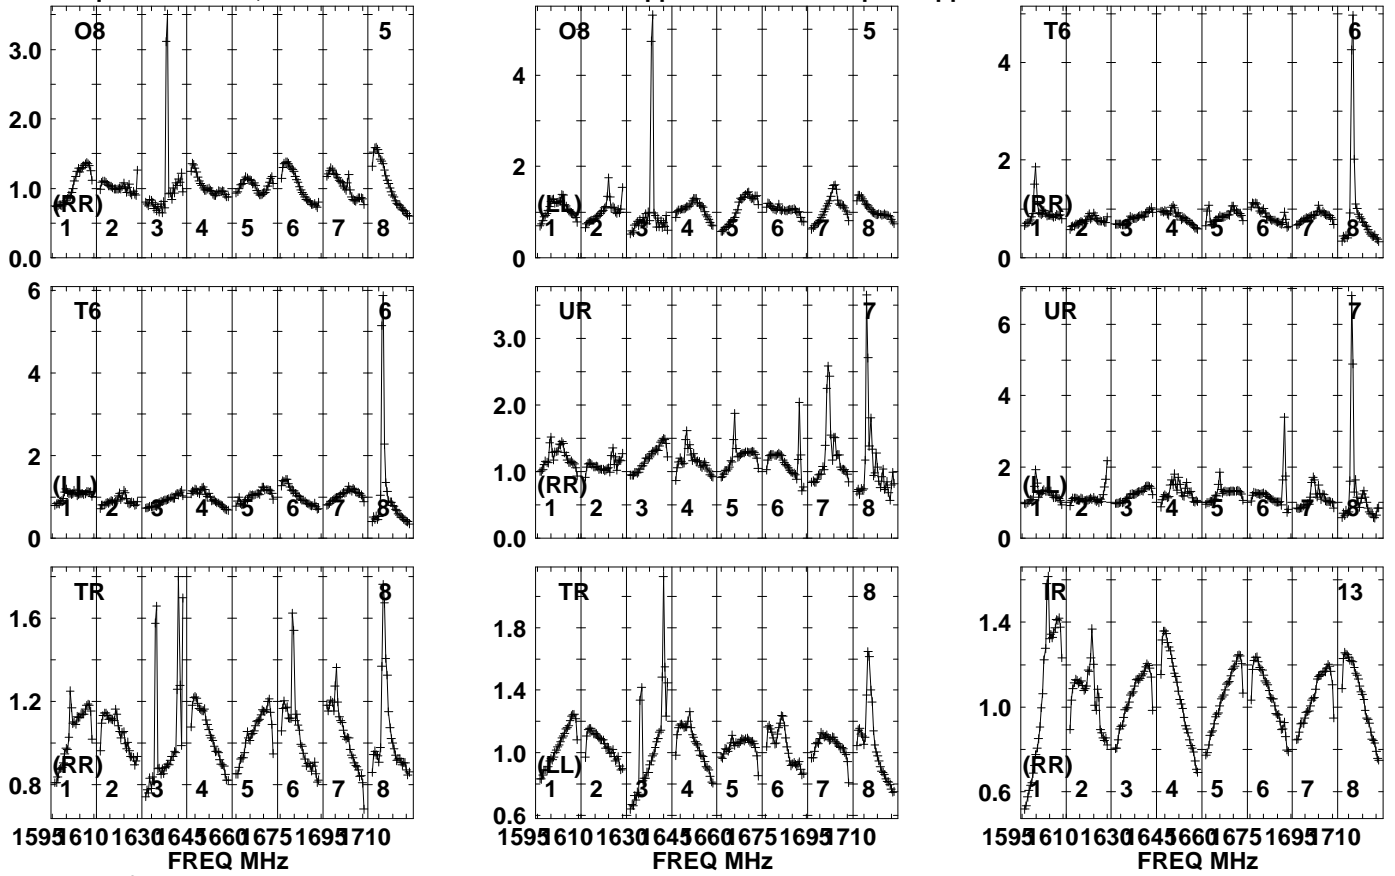 O8 5 O8 5 T6 6
3.0 2.0 1.0 0.0 4 2 0 4 2 0
(RR) (LL) (RR)
1 2 3 4 5 6 7 8 1 2 3 4 5 6 7 8 1 2 3 4 5 6 7 8
T6 6 UR 7 UR 7
6 4 2 0 3.0 2.0 1.0 0.0 6 4 2 0
(LL) (RR) (LL)
1 2 3 4 5 6 7 8 1 2 3 4 5 6 7 8 1 2 3 4 5 6 7 8
TR 8 TR 8 IR 13
1.6 1.2 0.8 1.8 1.4 1.0 0.6 1.4 1.0 0.6
(RR) (LL) (RR)
1 2 3 4 5 6 7 8 1 2 3 4 5 6 7 8 1 2 3 4 5 6 7 8
1595 1610 1630 1645 1660 1675 1695 1710 1595 1610 1630 1645 1660 1675 1695 1710 1595 1610 1630 1645 1660 1675 1695 1710
FREQ MHz FREQ MHz FREQ MHz